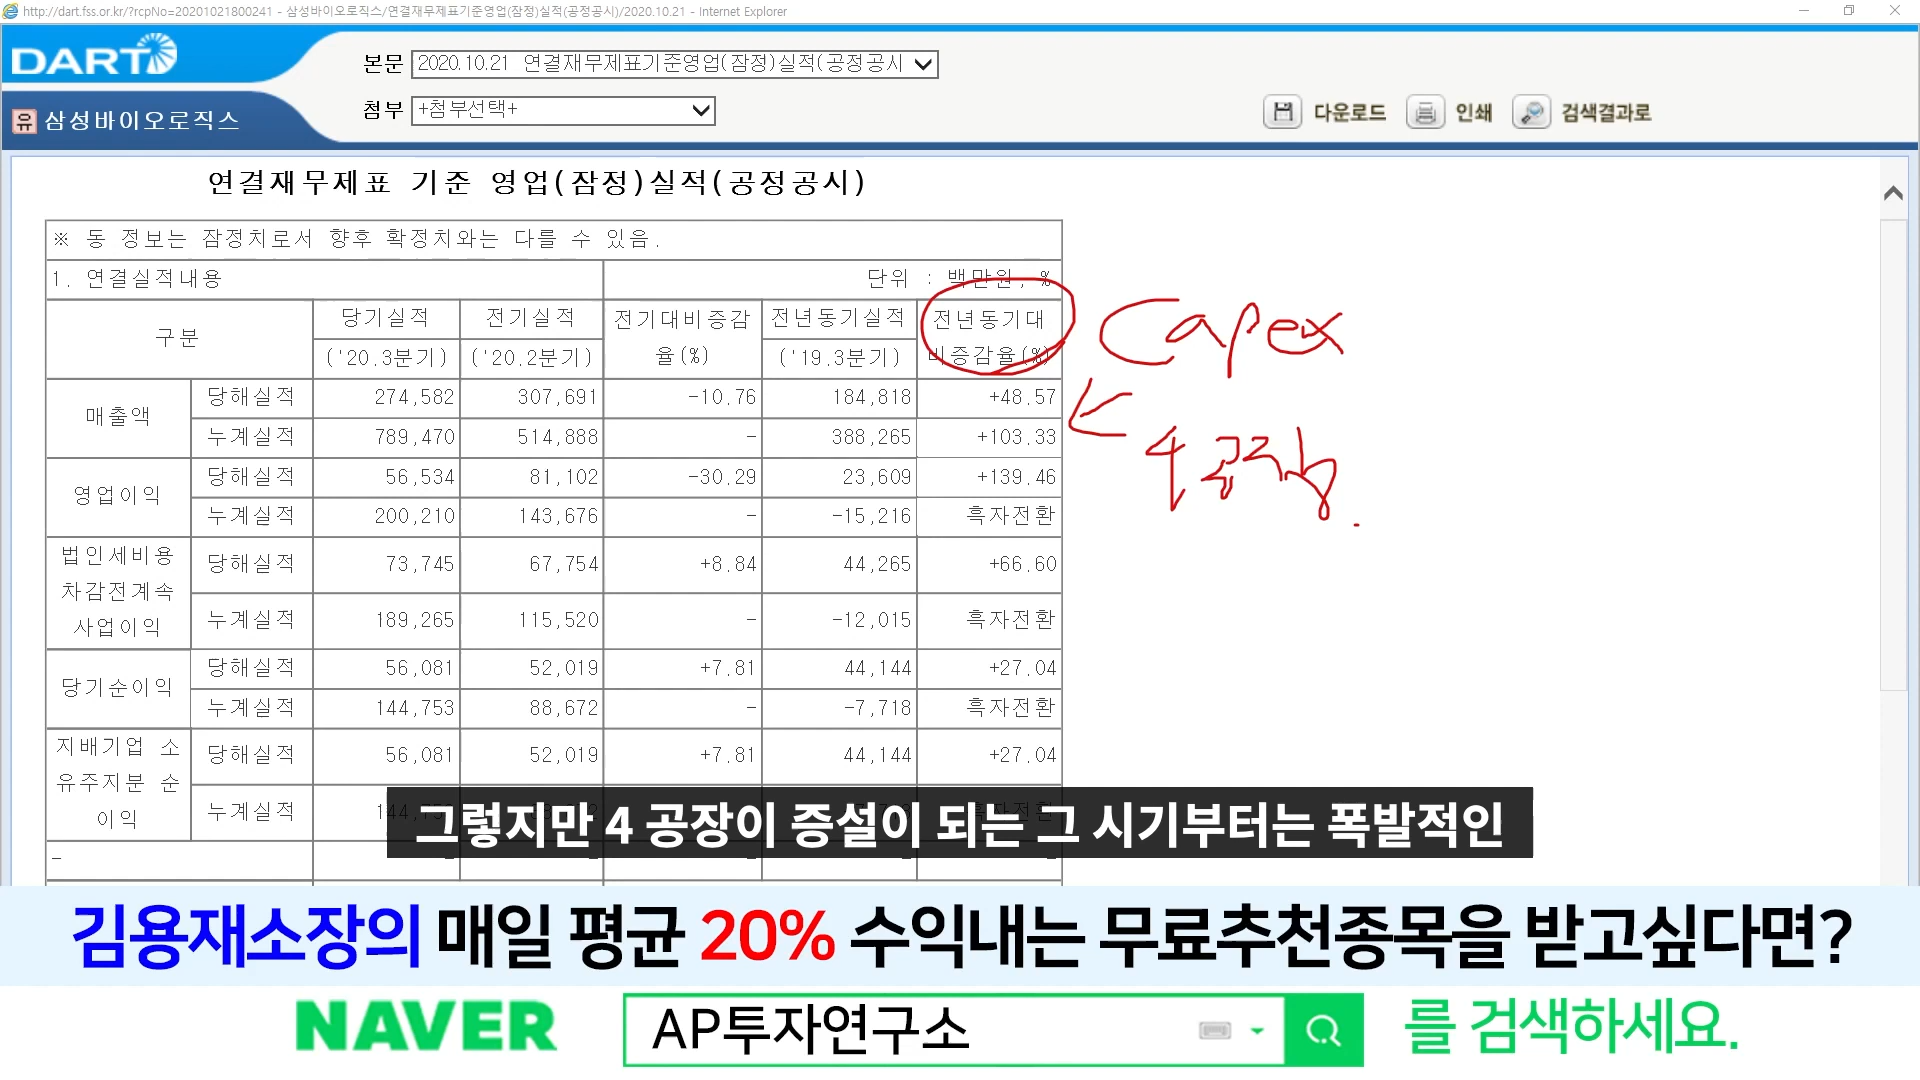 http://dart.fss.or.kr/?rcpNo=20201021800241 - 삼성바이오로직스/연결재무제표기준영업(잠정)실적(공정공시)/2020.10.21 - Internet Explorer
DART
본문 2020.10.21 연결재무제표기준영업(잠정)실적(공정공시
첨부 +첨부선택+
유 삼성바이오로직스
다운로드 인쇄 검색결과로
연결재무제표 기준 영업(잠정)실적(공정공시)
※ 동 정보는 잠정치로서 향후 확정치와는 다를 수 있음.
1. 연결실적내용 단위 : 백만원, %
구분 당기실적 ('20.3분기) 전기실적 ('20.2분기) 전기대비증감율(%) 전년동기실적 ('19.3분기) 전년동기대비증감율(%)
매출액 당해실적 274,582 307,691 -10.76 184,818 +48.57
누계실적 789,470 514,888 - 388,265 +103.33
영업이익 당해실적 56,534 81,102 -30.29 23,609 +139.46
누계실적 200,210 143,676 - -15,216 흑자전환
법인세비용차감전계속사업이익 당해실적 73,745 67,754 +8.84 44,265 +66.60
누계실적 189,265 115,520 - -12,015 흑자전환
당기순이익 당해실적 56,081 52,019 +7.81 44,144 +27.04
누계실적 144,753 88,672 - -7,718 흑자전환
지배기업 소유주지분 순이익 당해실적 56,081 52,019 +7.81 44,144 +27.04
누계실적
-
Capex
4공장.
그렇지만 4 공장이 증설이 되는 그 시기부터는 폭발적인
김용재소장의 매일 평균 20% 수익내는 무료추천종목을 받고싶다면?
NAVER AP투자연구소 를 검색하세요.